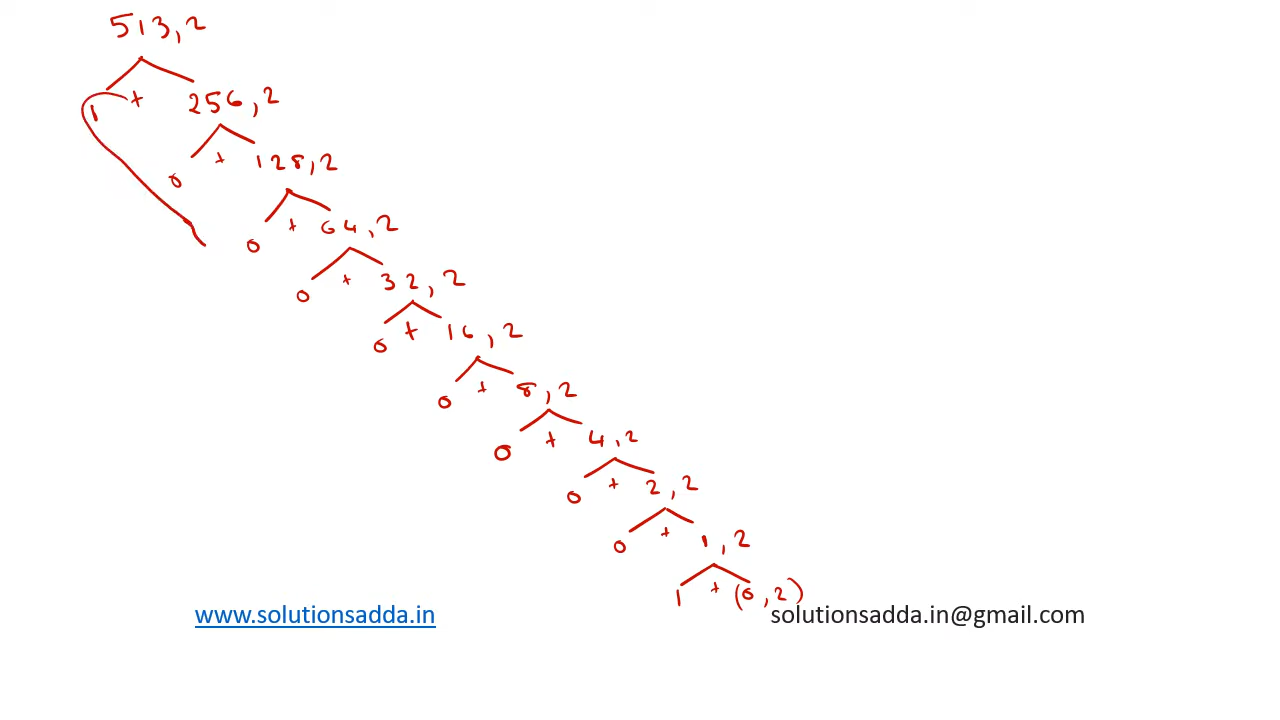 513,2
1 + 256,2
0 + 128,2
0 + 64,2
0 + 32,2
0 + 16,2
0 + 8,2
0 + 4,2
0 + 2,2
0 + 1,2
1 + (0,2)
www.solutionsadda.in solutionsadda.in@gmail.com